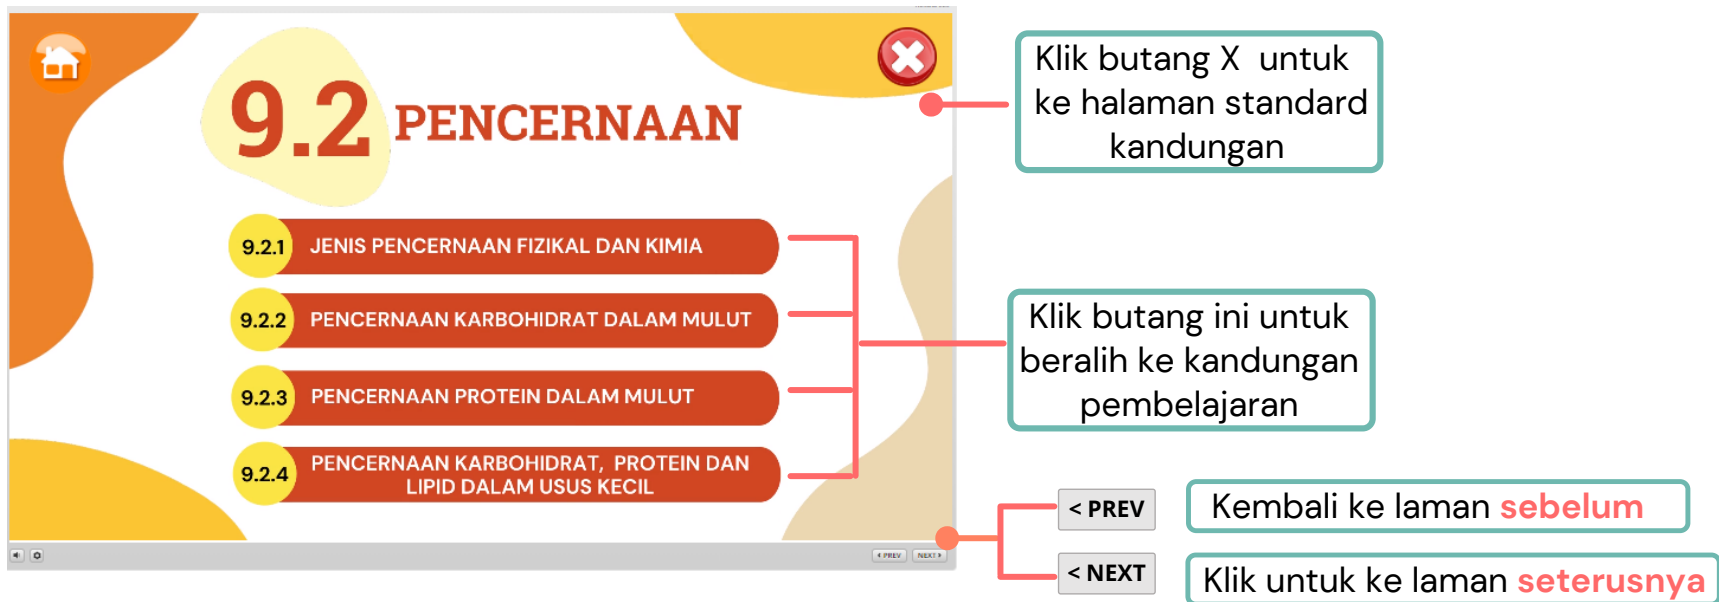 9.2 PENCERNAAN
9.2.1 JENIS PENCERNAAN FIZIKAL DAN KIMIA
9.2.2 PENCERNAAN KARBOHIDRAT DALAM MULUT
9.2.3 PENCERNAAN PROTEIN DALAM MULUT
9.2.4 PENCERNAAN KARBOHIDRAT, PROTEIN DAN
LIPID DALAM USUS KECIL
PREV NEXT
Klik butang X untuk
ke halaman standard
kandungan
Klik butang ini untuk
beralih ke kandungan
pembelajaran
< PREV Kembali ke laman sebelum
< NEXT Klik untuk ke laman seterusnya